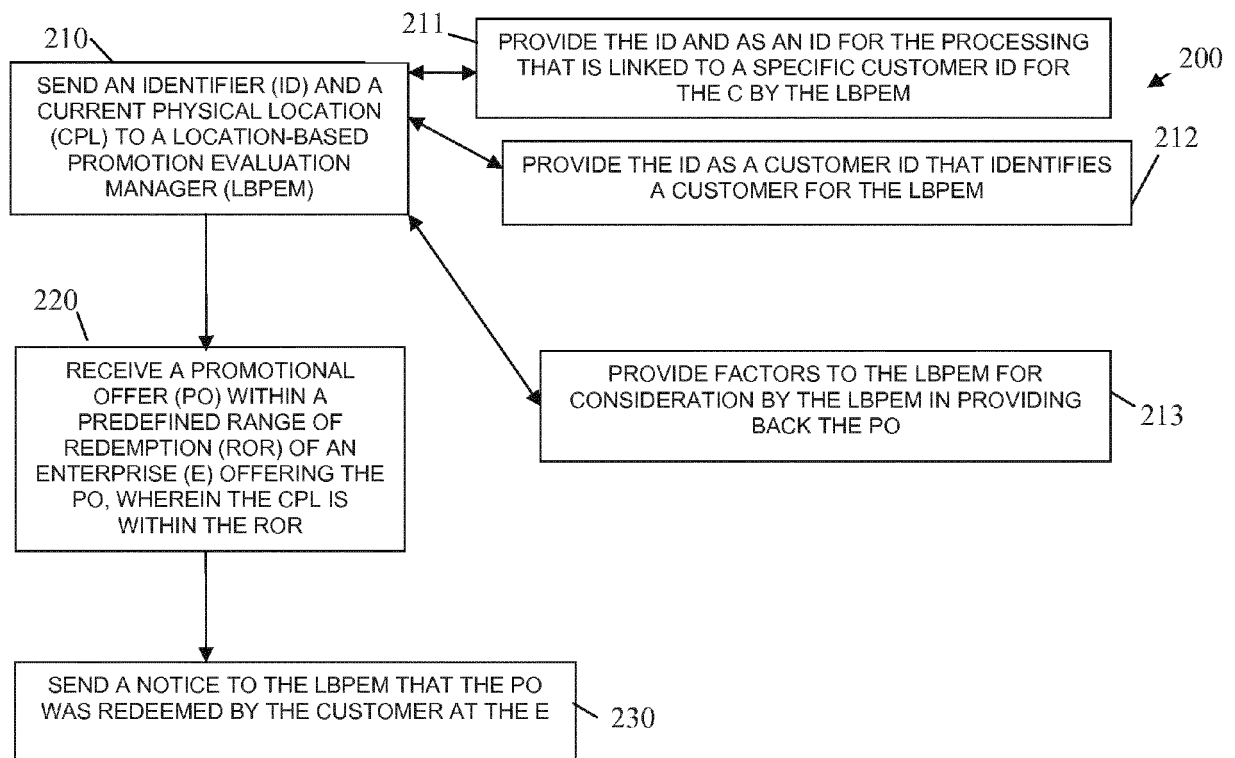 210
SEND AN IDENTIFIER (ID) AND A
CURRENT PHYSICAL LOCATION
(CPL) TO A LOCATION-BASED
PROMOTION EVALUATION
MANAGER (LBPEM)
211
PROVIDE THE ID AND AS AN ID FOR THE PROCESSING
THAT IS LINKED TO A SPECIFIC CUSTOMER ID FOR
THE C BY THE LBPEM
200
212
PROVIDE THE ID AS A CUSTOMER ID THAT IDENTIFIES
A CUSTOMER FOR THE LBPEM
220
RECEIVE A PROMOTIONAL
OFFER (PO) WITHIN A
PREDEFINED RANGE OF
REDEMPTION (ROR) OF AN
ENTERPRISE (E) OFFERING THE
PO, WHEREIN THE CPL IS
WITHIN THE ROR
PROVIDE FACTORS TO THE LBPEM FOR
CONSIDERATION BY THE LBPEM IN PROVIDING
BACK THE PO
213
SEND A NOTICE TO THE LBPEM THAT THE PO
WAS REDEEMED BY THE CUSTOMER AT THE E
230